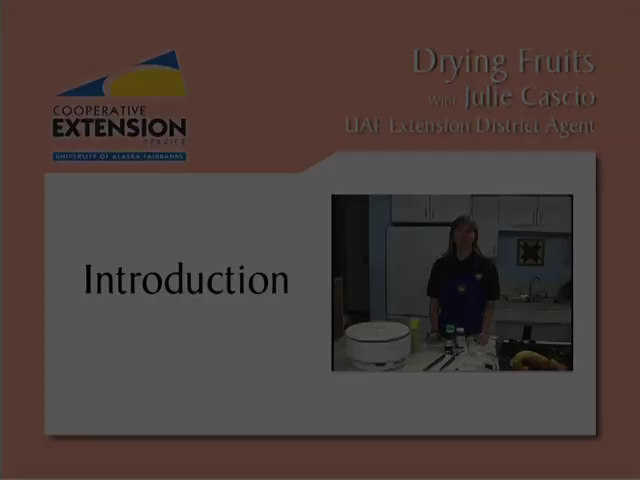 COOPERATIVE
EXTENSION
SERVICE
UNIVERSITY OF ALASKA FAIRBANKS
Drying Fruits
With Julie Cascio
UAF Extension District Agent
Introduction